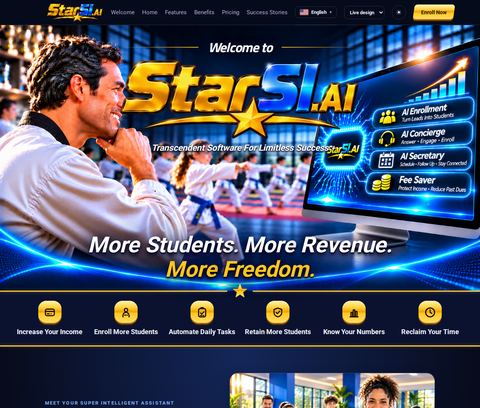 StarSI.AI
Welcome Home Features Benefits Pricing Success Stories English Live design Enroll Now
Welcome to
StarSI.AI
Transcendent Software For Limitless Success
AI Enrollment
Turn Leads Into Students
AI Concierge
Answer • Engage • Enroll
AI Secretary
Schedule • Follow Up • Stay Connected
Fee Saver
Protect Income • Reduce Past Dues
StarSI.AI
More Students. More Revenue.
More Freedom.
Increase Your Income
Enroll More Students
Automate Daily Tasks
Retain More Students
Know Your Numbers
Reclaim Your Time
MEET YOUR SUPER INTELLIGENT ASSISTANT